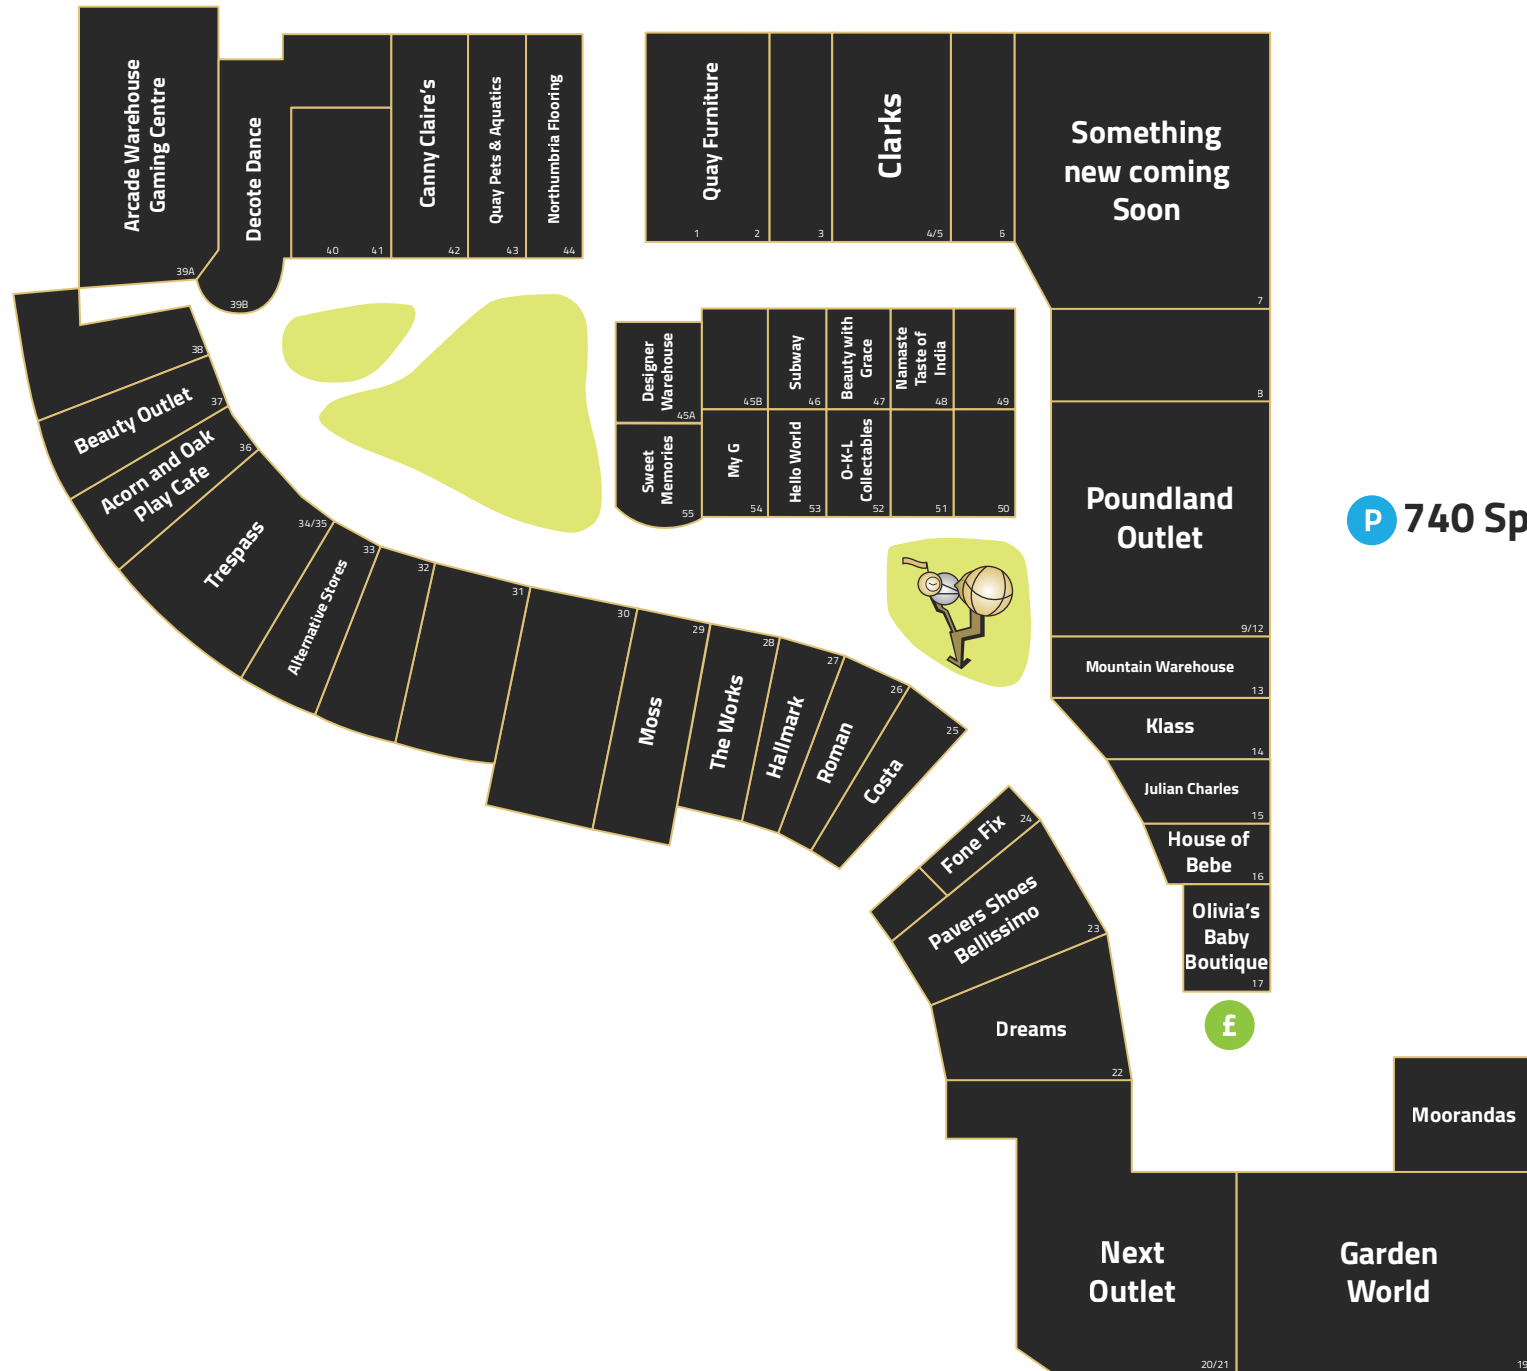 Arcade Warehouse
Gaming Centre
39A
Decote Dance
39B
40
41
Canny Claire's
42
Quay Pets & Aquatics
43
Northumbria Flooring
44
Quay Furniture
1
2
3
Clarks
4/5
6
Something
new coming
Soon
7
8
Poundland
Outlet
9/12
Mountain Warehouse
13
Klass
14
Julian Charles
15
House of
Bebe
16
Olivia's
Baby
Boutique
17
£
P 740 Sp
Designer
Warehouse
45A
45B
Subway
46
Beauty with
Grace
47
Namaste
Taste of
India
48
49
Sweet
Memories
55
My G
54
Hello World
53
O-K-L
Collectables
52
51
50
38
Beauty Outlet
37
Acorn and Oak
Play Cafe
36
Trespass
34/35
Alternative Stores
33
32
31
30
Moss
29
The Works
28
Hallmark
27
Roman
26
Costa
25
Fone Fix
24
Pavers Shoes
Bellissimo
23
Dreams
22
Moorandas
Next
Outlet
20/21
Garden
World
19